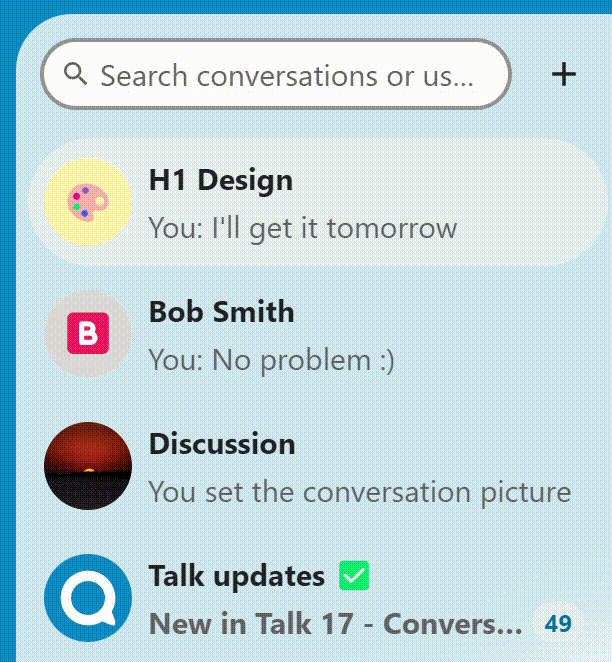 Search conversations or us...
H1 Design
You: I'll get it tomorrow
B
Bob Smith
You: No problem :)
Discussion
You set the conversation picture
Talk updates ✅
New in Talk 17 - Convers... 49